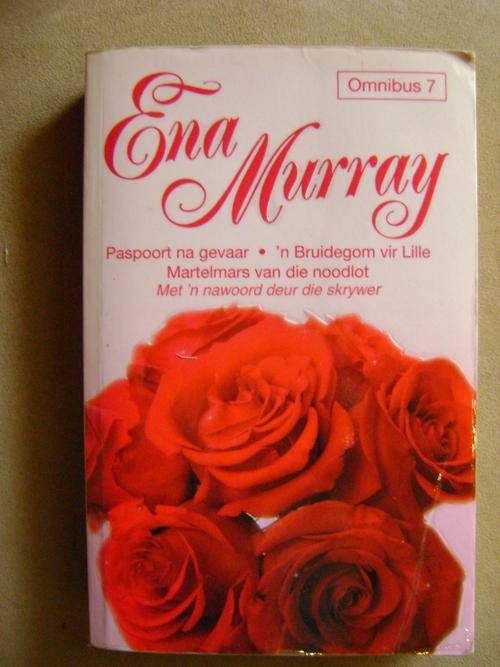 Omnibus 7
Ena
Murray
Paspoort na gevaar • 'n Bruidegom vir Lille
Martelmars van die noodlot
Met 'n nawoord deur die skrywer